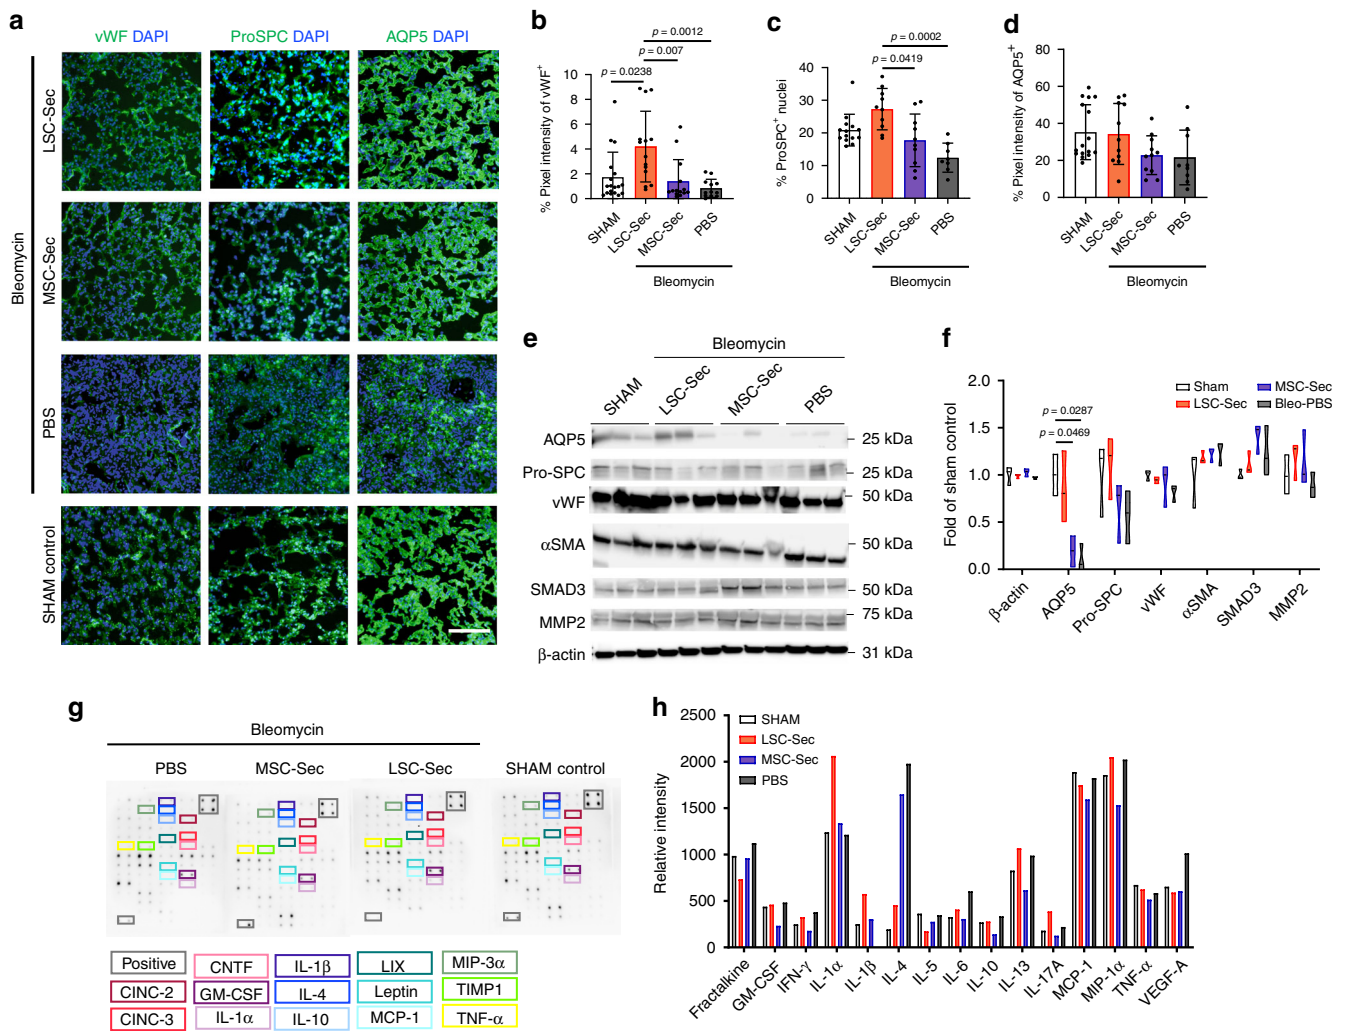 a
vWF DAPI
ProSPC DAPI
AQP5 DAPI
Bleomycin
LSC-Sec
MSC-Sec
PBS
SHAM control
b
p = 0.0012
p = 0.007
p = 0.0238
% Pixel intensity of vWF+
10
8
6
4
2
0
SHAM
LSC-Sec
MSC-Sec
PBS
Bleomycin
c
p = 0.0002
p = 0.0419
% ProSPC+ nuclei
40
30
20
10
0
SHAM
LSC-Sec
MSC-Sec
PBS
Bleomycin
d
% Pixel intensity of AQP5+
80
60
40
20
0
SHAM
LSC-Sec
MSC-Sec
PBS
Bleomycin
e
Bleomycin
SHAM
LSC-Sec
MSC-Sec
PBS
AQP5
25 kDa
Pro-SPC
25 kDa
vWF
50 kDa
αSMA
50 kDa
SMAD3
50 kDa
MMP2
75 kDa
β-actin
31 kDa
f
Fold of sham control
2.0
1.5
1.0
0.5
0.0
Sham
LSC-Sec
MSC-Sec
Bleo-PBS
p = 0.0287
p = 0.0469
β-actin
AQP5
Pro-SPC
vWF
αSMA
SMAD3
MMP2
g
Bleomycin
PBS
MSC-Sec
LSC-Sec
SHAM control
Positive
CNTF
IL-1β
LIX
MIP-3α
CINC-2
GM-CSF
IL-4
Leptin
TIMP1
CINC-3
IL-1α
IL-10
MCP-1
TNF-α
h
Relative intensity
2500
2000
1500
1000
500
0
SHAM
LSC-Sec
MSC-Sec
PBS
Fractalkine
GM-CSF
IFN-γ
IL-1α
IL-1β
IL-4
IL-5
IL-6
IL-10
IL-13
IL-17A
MCP-1
MIP-1α
TNF-α
VEGF-A